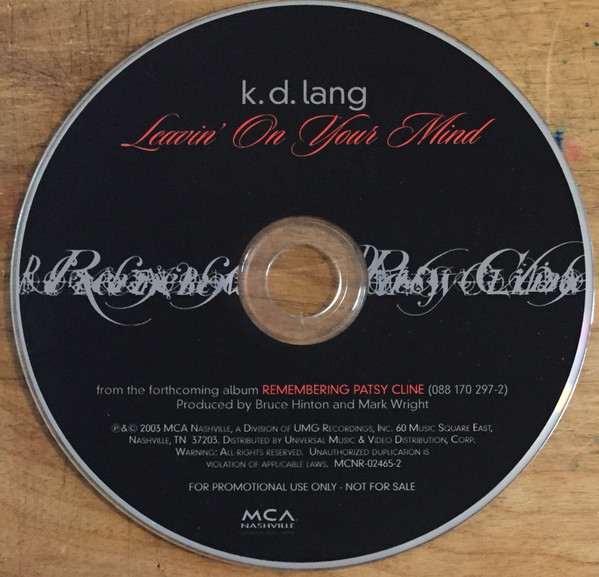 k.d.lang
Leavin' On Your Mind
Patsy Cline
from the forthcoming album REMEMBERING PATSY CLINE (088 170 297-2)
Produced by Bruce Hinton and Mark Wright
℗&© 2003 MCA Nashville, a Division of UMG Recordings, Inc. 60 Music Square East,
Nashville, TN 37203. Distributed by Universal Music & Video Distribution, Corp.
Warning: All rights reserved. Unauthorized duplication is
violation of applicable laws. MCNR-02465-2
FOR PROMOTIONAL USE ONLY - NOT FOR SALE
MCA
NASHVILLE